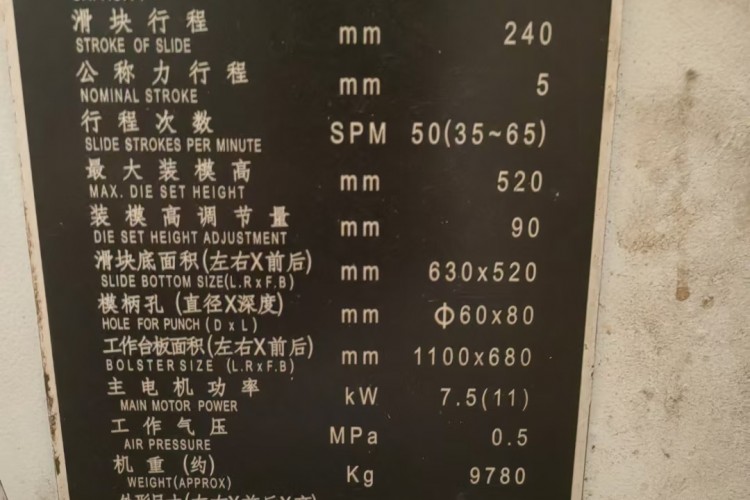 滑块行程 mm 240
STROKE OF SLIDE
公称力行程 mm 5
NOMINAL STROKE
行程次数 SPM 50(35~65)
SLIDE STROKES PER MINUTE
最大装模高 mm 520
MAX. DIE SET HEIGHT
装模高调节量 mm 90
DIE SET HEIGHT ADJUSTMENT
滑块底面积(左右X前后) mm 630x520
SLIDE BOTTOM SIZE(L.RxF.B)
模柄孔(直径X深度) mm ф60x80
HOLE FOR PUNCH(DxL)
工作台板面积(左右X前后) mm 1100x680
BOLSTER SIZE (L.RxF.B)
主电机功率 kW 7.5(11)
MAIN MOTOR POWER
工作气压 MPa 0.5
AIR PRESSURE
机重(约) Kg 9780
WEIGHT(APPROX)